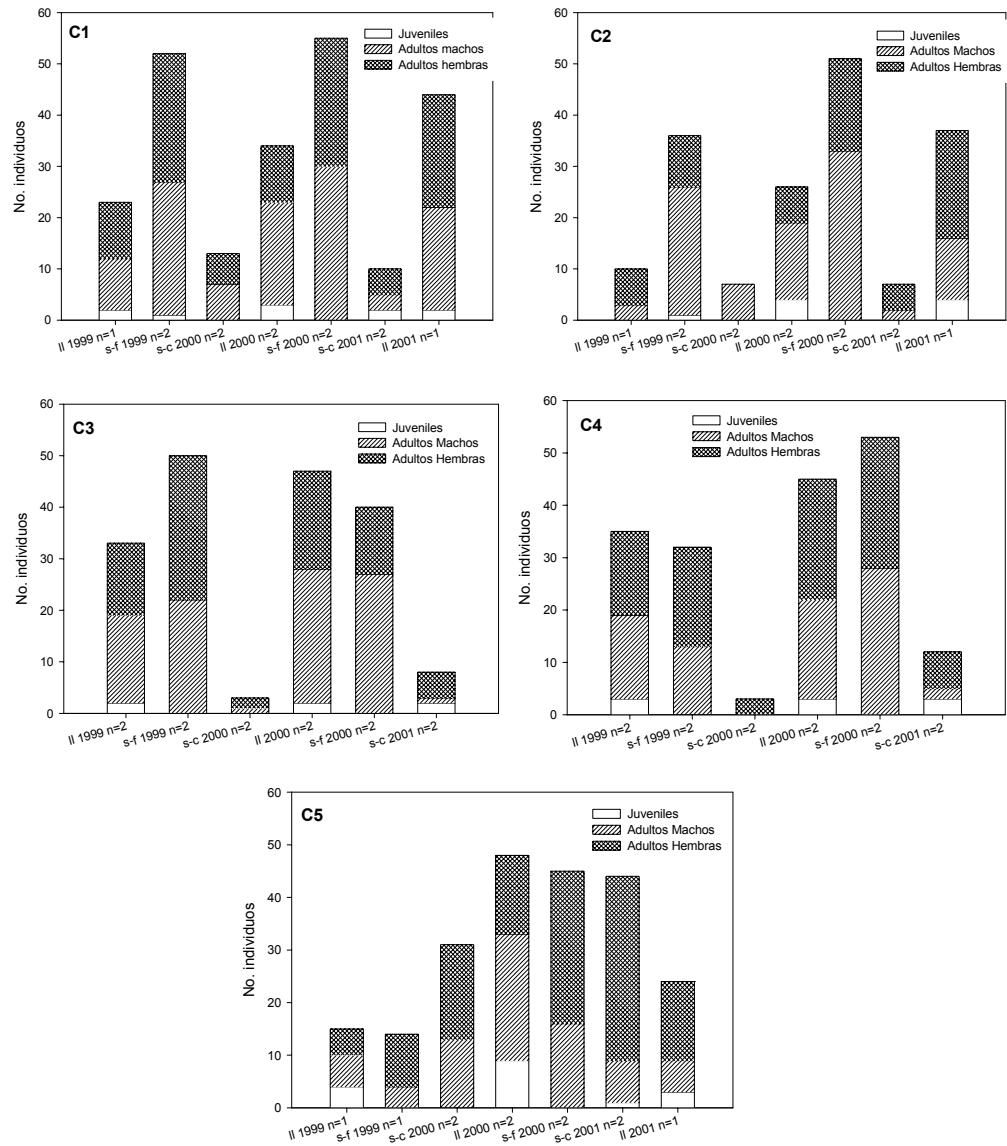 C1
Juveniles
Adultos machos
Adultos hembras
60
50
40
30
20
10
0
No. individuos
ll 1999 n=1
s-f 1999 n=2
s-c 2000 n=2
ll 2000 n=2
s-f 2000 n=2
s-c 2001 n=2
ll 2001 n=1
C2
Juveniles
Adultos Machos
Adultos Hembras
60
50
40
30
20
10
0
No. individuos
ll 1999 n=1
s-f 1999 n=2
s-c 2000 n=2
ll 2000 n=2
s-f 2000 n=2
s-c 2001 n=2
ll 2001 n=1
C3
Juveniles
Adultos Machos
Adultos Hembras
60
50
40
30
20
10
0
No. individuos
ll 1999 n=2
s-f 1999 n=2
s-c 2000 n=2
ll 2000 n=2
s-f 2000 n=2
s-c 2001 n=2
C4
Juveniles
Adultos Machos
Adultos Hembras
60
50
40
30
20
10
0
No. individuos
ll 1999 n=2
s-f 1999 n=2
s-c 2000 n=2
ll 2000 n=2
s-f 2000 n=2
s-c 2001 n=2
C5
Juveniles
Adultos Machos
Adultos Hembras
60
50
40
30
20
10
0
No. individuos
ll 1999 n=1
s-f 1999 n=1
s-c 2000 n=2
ll 2000 n=2
s-f 2000 n=2
s-c 2001 n=2
ll 2001 n=1